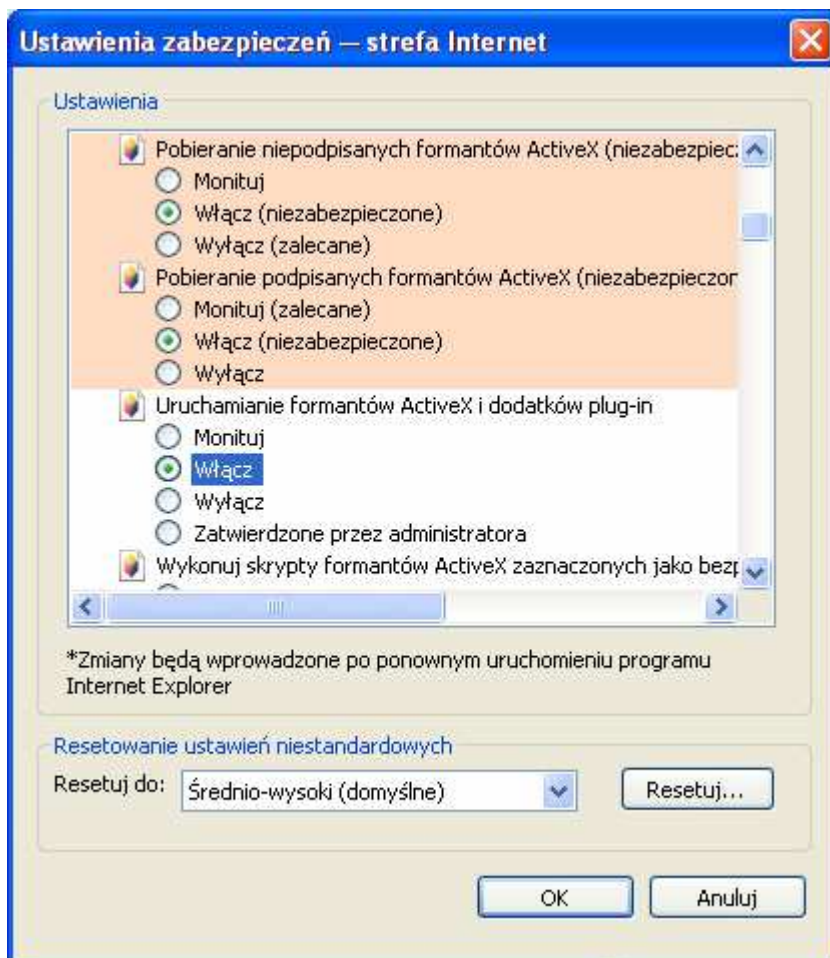 Ustawienia zabezpieczeń — strefa Internet
Ustawienia
Pobieranie niepodpisanych formantów ActiveX (niezabezpiec:
Monituj
Włącz (niezabezpieczone)
Wyłącz (zalecane)
Pobieranie podpisanych formantów ActiveX (niezabezpieczor
Monituj (zalecane)
Włącz (niezabezpieczone)
Wyłącz
Uruchamianie formantów ActiveX i dodatków plug-in
Monituj
Włącz
Wyłącz
Zatwierdzone przez administratora
Wykonuj skrypty formantów ActiveX zaznaczonych jako bezp
*Zmiany będą wprowadzone po ponownym uruchomieniu programu
Internet Explorer
Resetowanie ustawień niestandardowych
Resetuj do: Średnio-wysoki (domyślne) Resetuj...
OK Anuluj